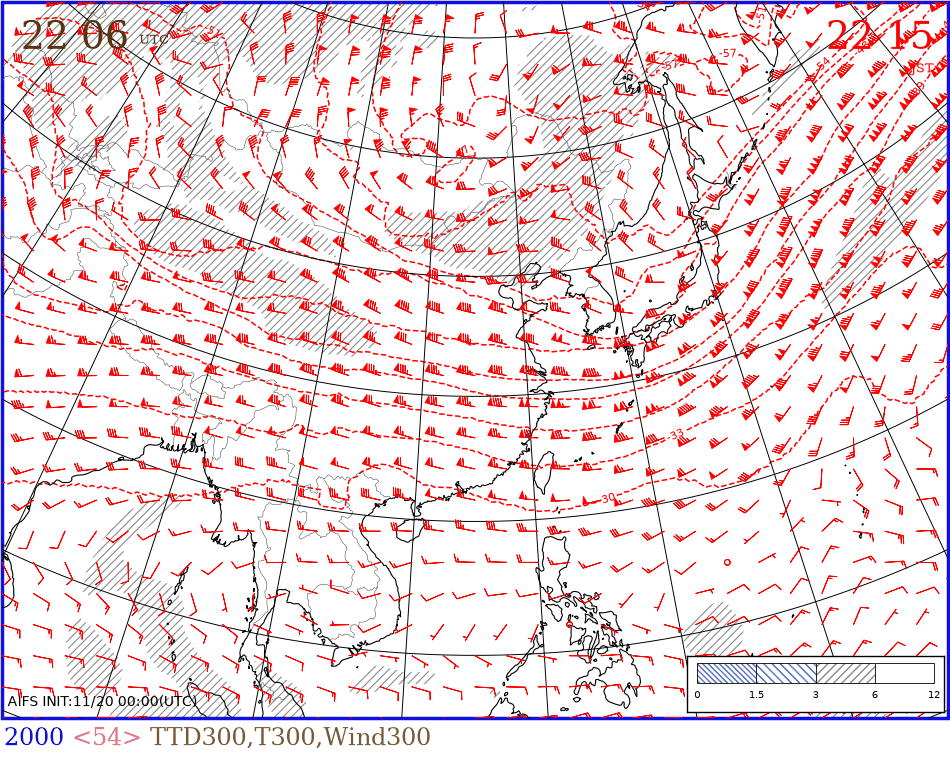 22 06 UTC
22 15 JST
-57
-57
-54
-33
-30
AIFS INIT:11/20 00:00(UTC)
0 1.5 3 6 12
2000 <54> TTD300,T300,Wind300